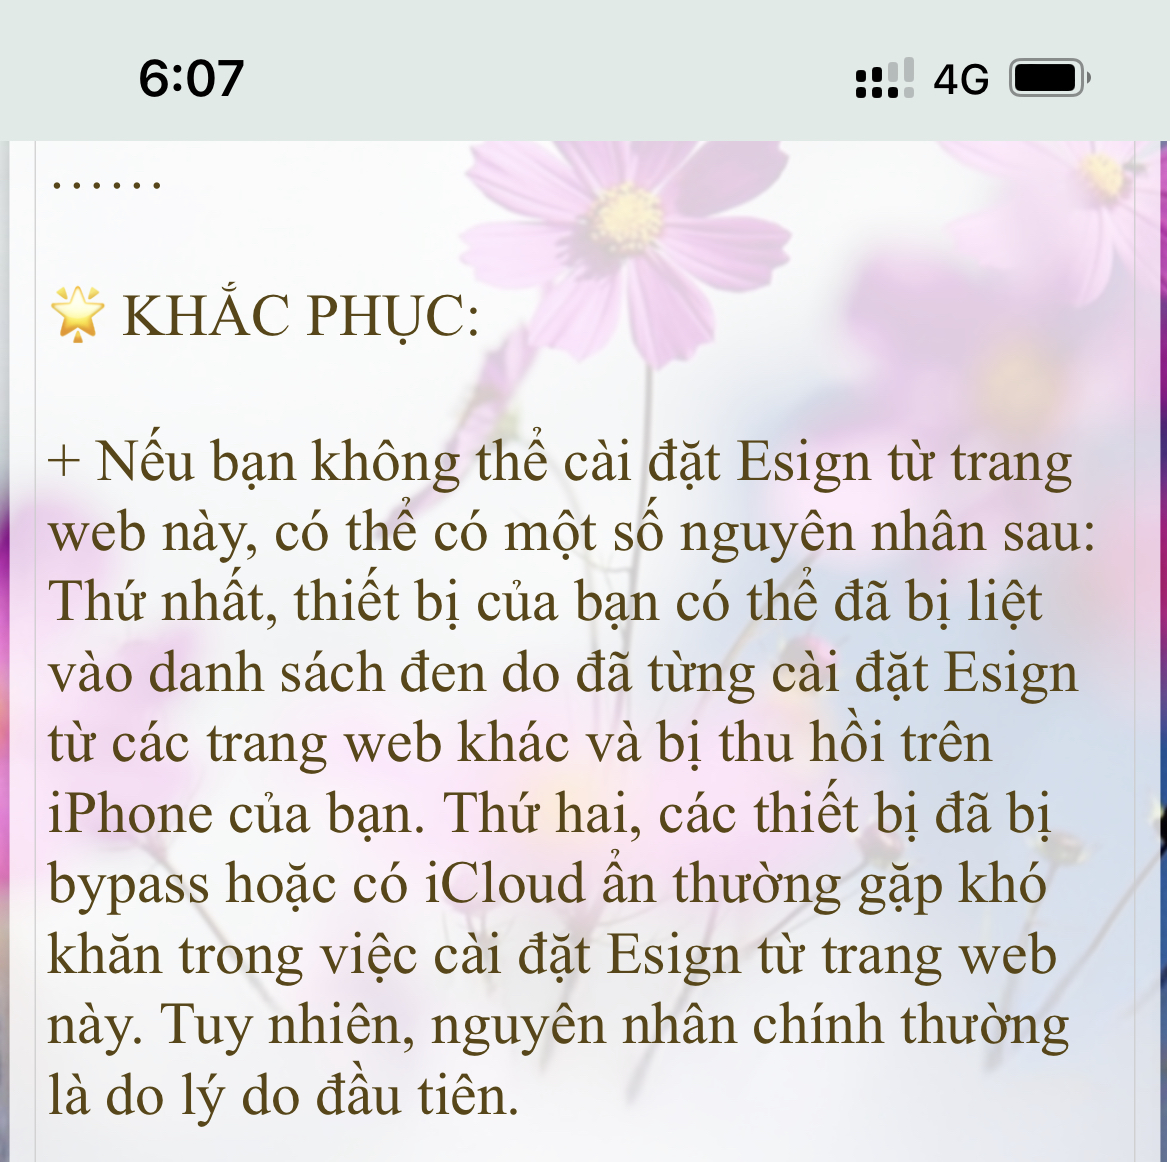 6:07 4G
......
🌟 KHẮC PHỤC:
+ Nếu bạn không thể cài đặt Esign từ trang
web này, có thể có một số nguyên nhân sau:
Thứ nhất, thiết bị của bạn có thể đã bị liệt
vào danh sách đen do đã từng cài đặt Esign
từ các trang web khác và bị thu hồi trên
iPhone của bạn. Thứ hai, các thiết bị đã bị
bypass hoặc có iCloud ẩn thường gặp khó
khăn trong việc cài đặt Esign từ trang web
này. Tuy nhiên, nguyên nhân chính thường
là do lý do đầu tiên.